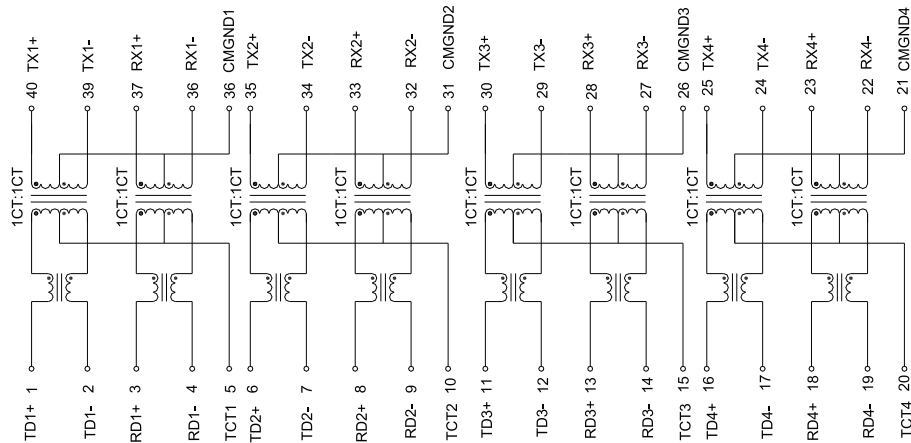 40 TX1+
39 TX1-
37 RX1+
36 RX1-
36 CMGND1
35 TX2+
34 TX2-
33 RX2+
32 RX2-
31 CMGND2
30 TX3+
29 TX3-
28 RX3+
27 RX3-
26 CMGND3
25 TX4+
24 TX4-
23 RX4+
22 RX4-
21 CMGND4
1CT:1CT
1CT:1CT
1CT:1CT
1CT:1CT
1CT:1CT
1CT:1CT
1CT:1CT
1CT:1CT
TD1+ 1
TD1- 2
RD1+ 3
RD1- 4
TCT1 5
TD2+ 6
TD2- 7
RD2+ 8
RD2- 9
TCT2 10
TD3+ 11
TD3- 12
RD3+ 13
RD3- 14
TCT3 15
TD4+ 16
TD4- 17
RD4+ 18
RD4- 19
TCT4 20